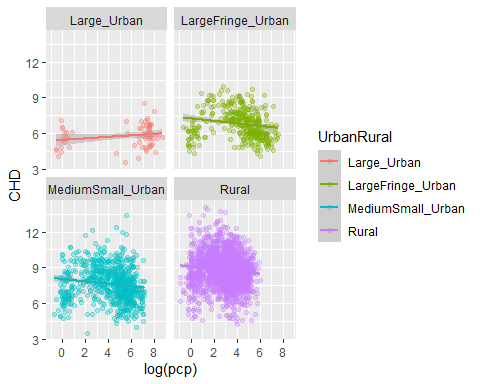 Large_Urban LargeFringe_Urban
12
9
6
3
MediumSmall_Urban Rural
12
9
6
3
0 2 4 6 8 0 2 4 6 8
log(pcp)
CHD
UrbanRural
Large_Urban
LargeFringe_Urban
MediumSmall_Urban
Rural